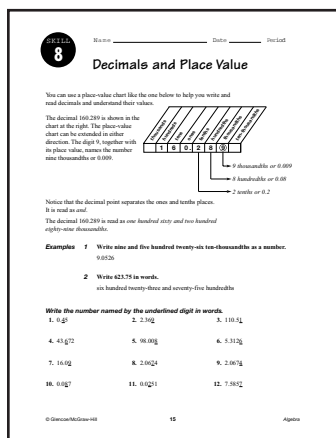 SKILL
8
Name Date Period
Decimals and Place Value
You can use a place-value chart like the one below to help you write and
read decimals and understand their values.
The decimal 160.289 is shown in
the chart at the right. The place-value
chart can be extended in either
direction. The digit 9, together with
its place value, names the number
nine thousandths or 0.009.
thousands hundreds tens ones tenths hundredths thousandths ten-thousandths
1 6 0. 2 8 9
9 thousandths or 0.009
8 hundredths or 0.08
2 tenths or 0.2
Notice that the decimal point separates the ones and tenths places.
It is read as and.
The decimal 160.289 is read as one hundred sixty and two hundred
eighty-nine thousandths.
Examples 1 Write nine and five hundred twenty-six ten-thousandths as a number.
9.0526
2 Write 623.75 in words.
six hundred twenty-three and seventy-five hundredths
Write the number named by the underlined digit in words.
1. 0.45 2. 2.369 3. 110.51
4. 43.672 5. 98.008 6. 5.3126
7. 16.09 8. 2.0624 9. 2.0674
10. 0.087 11. 0.0251 12. 7.5857
© Glencoe/McGraw-Hill 15 Algebra